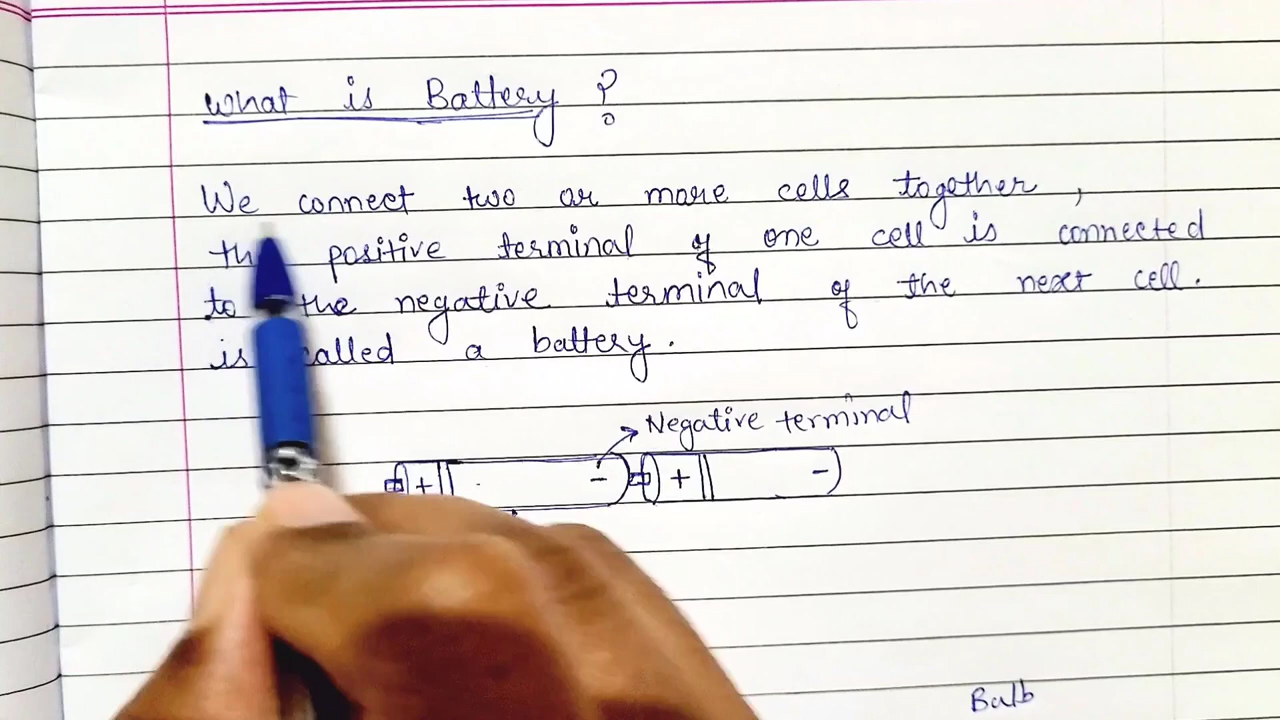 What is Battery ?
We connect two or more cells together ,
the positive terminal of one cell is connected
to the negative terminal of the next cell.
is called a battery.
Negative terminal
+ - + -
Bulb